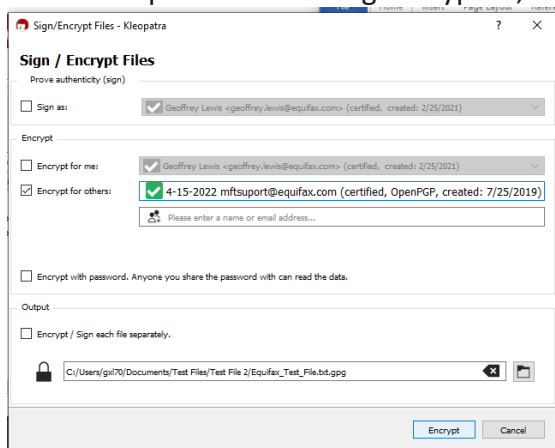 Sign/Encrypt Files - Kleopatra ? ×
Sign / Encrypt Files
Prove authenticity (sign)
Sign as: Geoffrey Lewis <geoffrey.lewis@equifax.com> (certified, created: 2/25/2021)
Encrypt
Encrypt for me: Geoffrey Lewis <geoffrey.lewis@equifax.com> (certified, created: 2/25/2021)
Encrypt for others: 4-15-2022 mftsuport@equifax.com (certified, OpenPGP, created: 7/25/2019)
Please enter a name or email address...
Encrypt with password. Anyone you share the password with can read the data.
Output
Encrypt / Sign each file separately.
C:/Users/gxl70/Documents/Test Files/Test File 2/Equifax_Test_File.txt.gpg
Encrypt Cancel